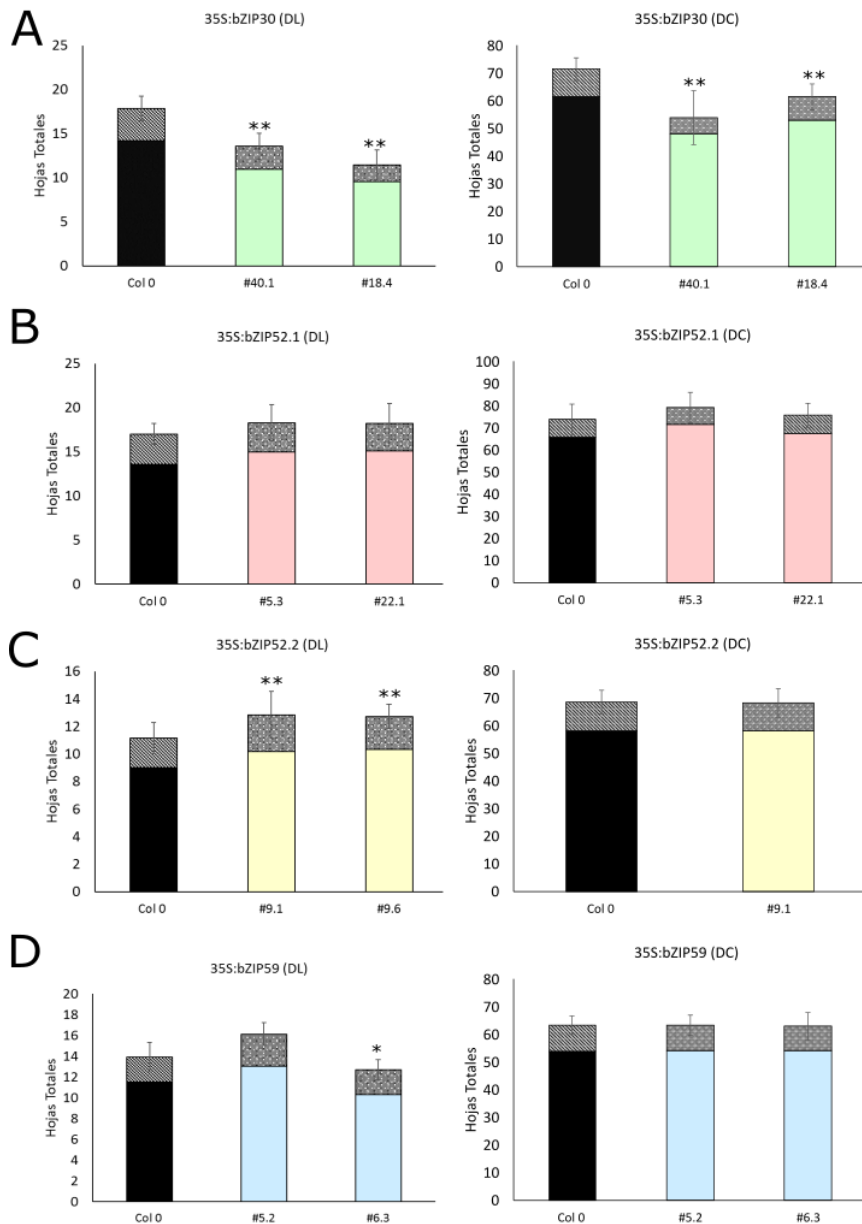 A
35S:bZIP30 (DL)
Hojas Totales
25
20
15
10
5
0
**
**
Col 0 #40.1 #18.4
35S:bZIP30 (DC)
Hojas Totales
80
70
60
50
40
30
20
10
0
**
**
Col 0 #40.1 #18.4
B
35S:bZIP52.1 (DL)
Hojas Totales
25
20
15
10
5
0
Col 0 #5.3 #22.1
35S:bZIP52.1 (DC)
Hojas Totales
100
90
80
70
60
50
40
30
20
10
0
Col 0 #5.3 #22.1
C
35S:bZIP52.2 (DL)
Hojas Totales
16
14
12
10
8
6
4
2
0
**
**
Col 0 #9.1 #9.6
35S:bZIP52.2 (DC)
Hojas Totales
80
70
60
50
40
30
20
10
0
Col 0 #9.1
D
35S:bZIP59 (DL)
Hojas Totales
20
18
16
14
12
10
8
6
4
2
0
*
Col 0 #5.2 #6.3
35S:bZIP59 (DC)
Hojas Totales
80
70
60
50
40
30
20
10
0
Col 0 #5.2 #6.3